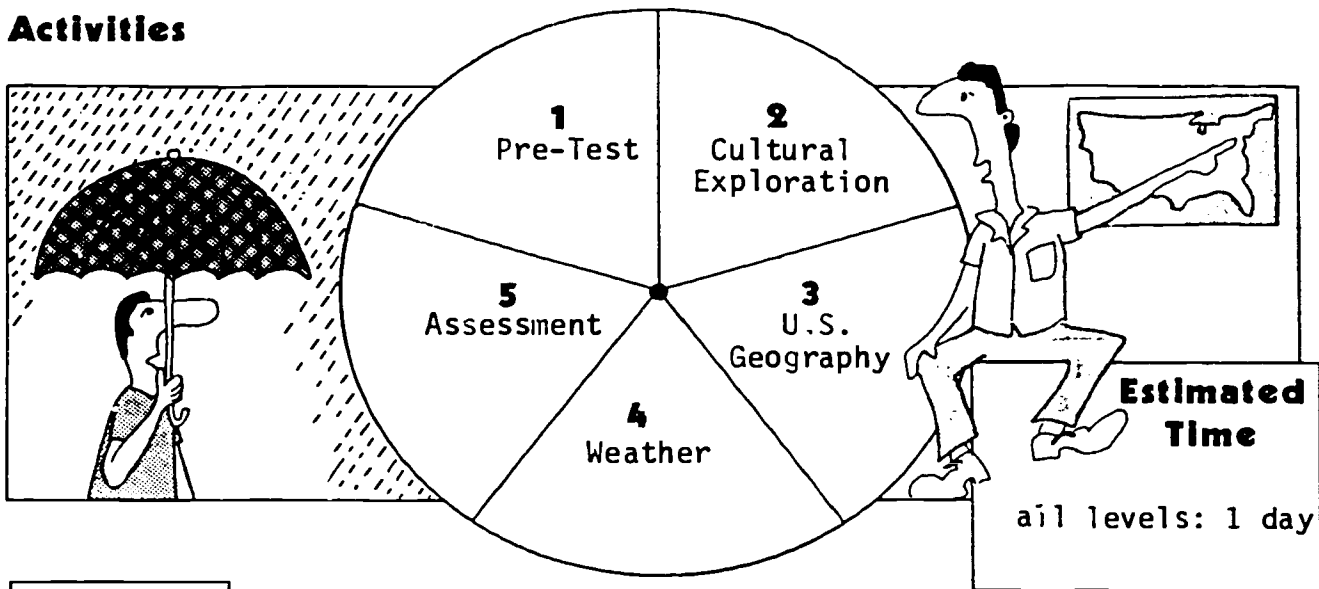 Activities
1
Pre-Test
2
Cultural
Exploration
3
U.S.
Geography
4
Weather
5
Assessment
Estimated
Time
all levels: 1 day